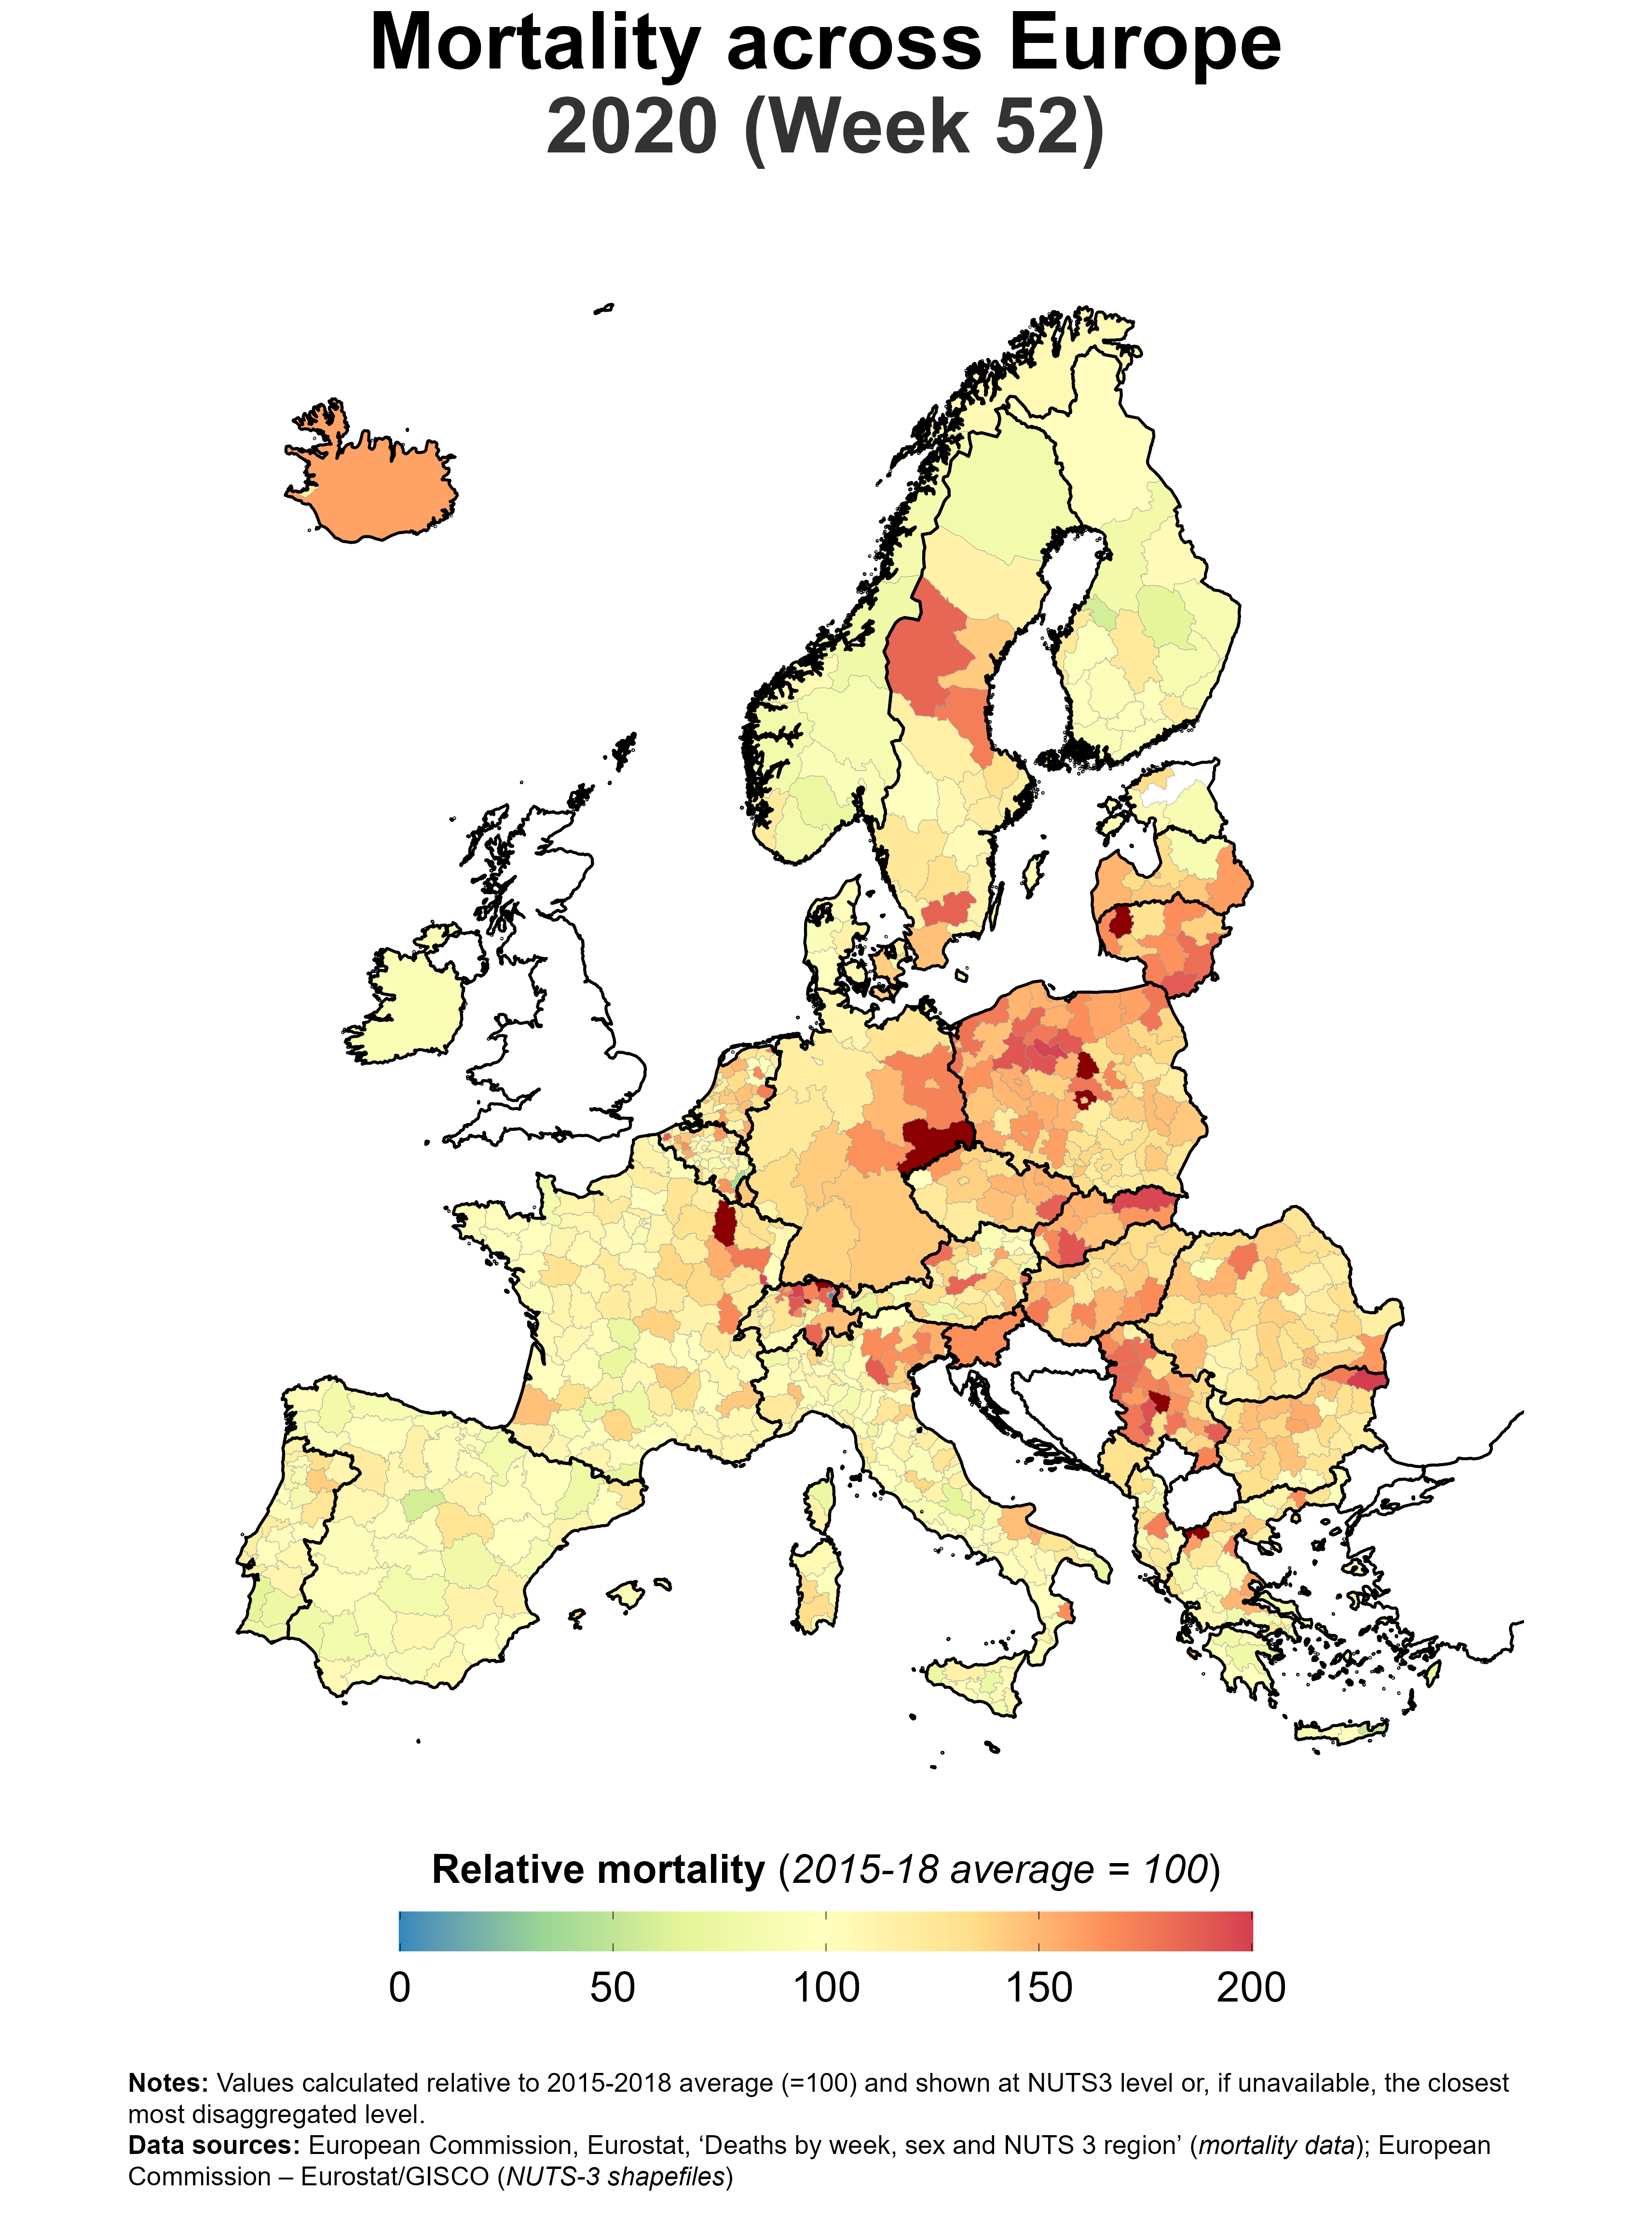 Mortality across Europe
2020 (Week 52)
Relative mortality (2015-18 average = 100)
0 50 100 150 200
Notes: Values calculated relative to 2015-2018 average (=100) and shown at NUTS3 level or, if unavailable, the closest
most disaggregated level.
Data sources: European Commission, Eurostat, ‘Deaths by week, sex and NUTS 3 region’ (mortality data); European
Commission – Eurostat/GISCO (NUTS-3 shapefiles)